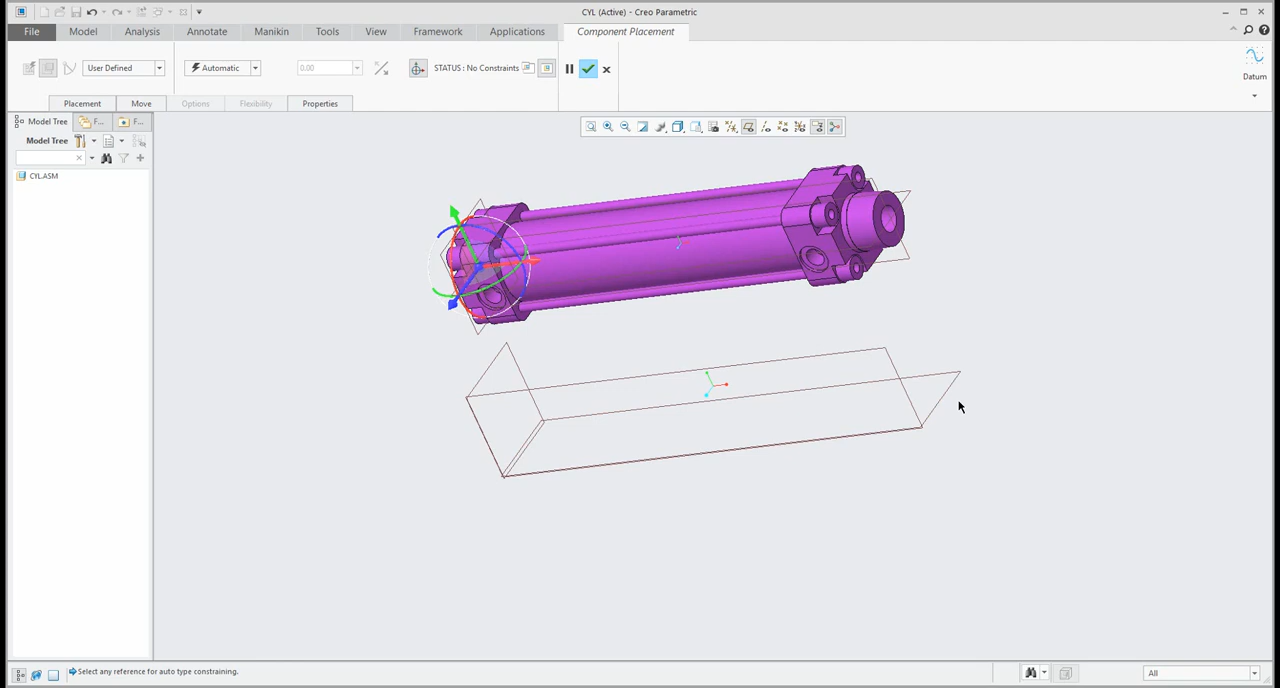 CYL (Active) - Creo Parametric
File Model Analysis Annotate Manikin Tools View Framework Applications Component Placement
User Defined Automatic 0.00 STATUS : No Constraints Datum
Placement Move Options Flexibility Properties
Model Tree F... F...
Model Tree
CYL.ASM
Select any reference for auto type constraining.
All